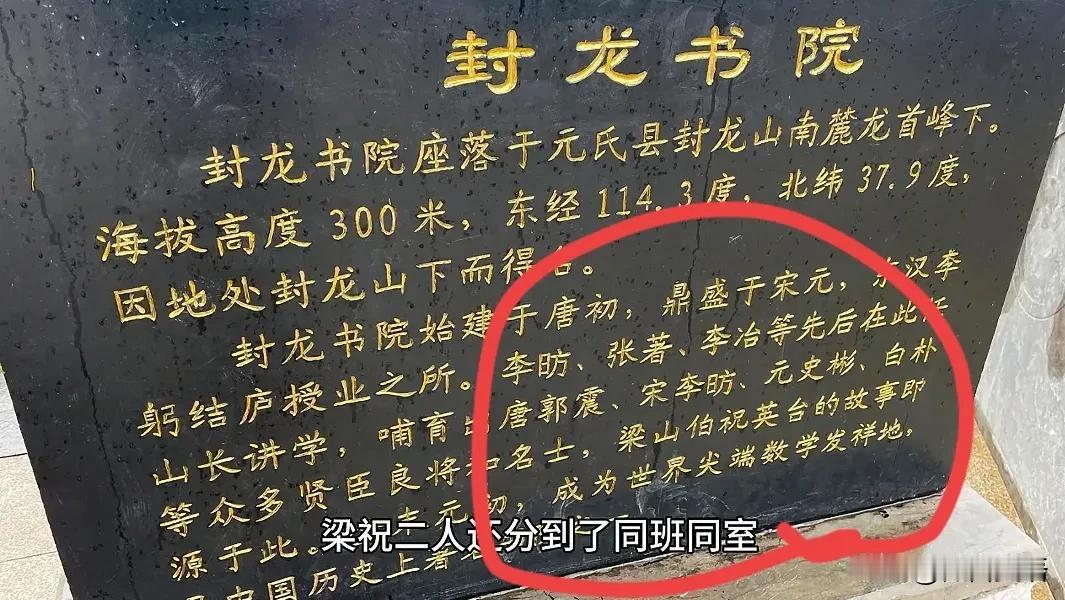 封龙书院
封龙书院座落于元氏县封龙山南麓龙首峰下。
海拔高度300米，东经114.3度，北纬37.9度，
因地处封龙山下而得名。
封龙书院始建于唐初，鼎盛于宋元，东汉李
躬结庐授业之所。李昉、张著、李冶等先后在此任
山长讲学，哺育出唐郭震、宋李昉、元史彬、白朴
等众多贤臣良将和名士，梁山伯祝英台的故事即
源于此。元初，成为世界尖端数学发祥地，
中国历史上著
梁祝二人还分到了同班同室